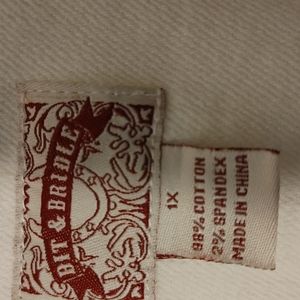 BIT & BRIDLE
1X
98% COTTON
2% SPANDEX
MADE IN CHINA